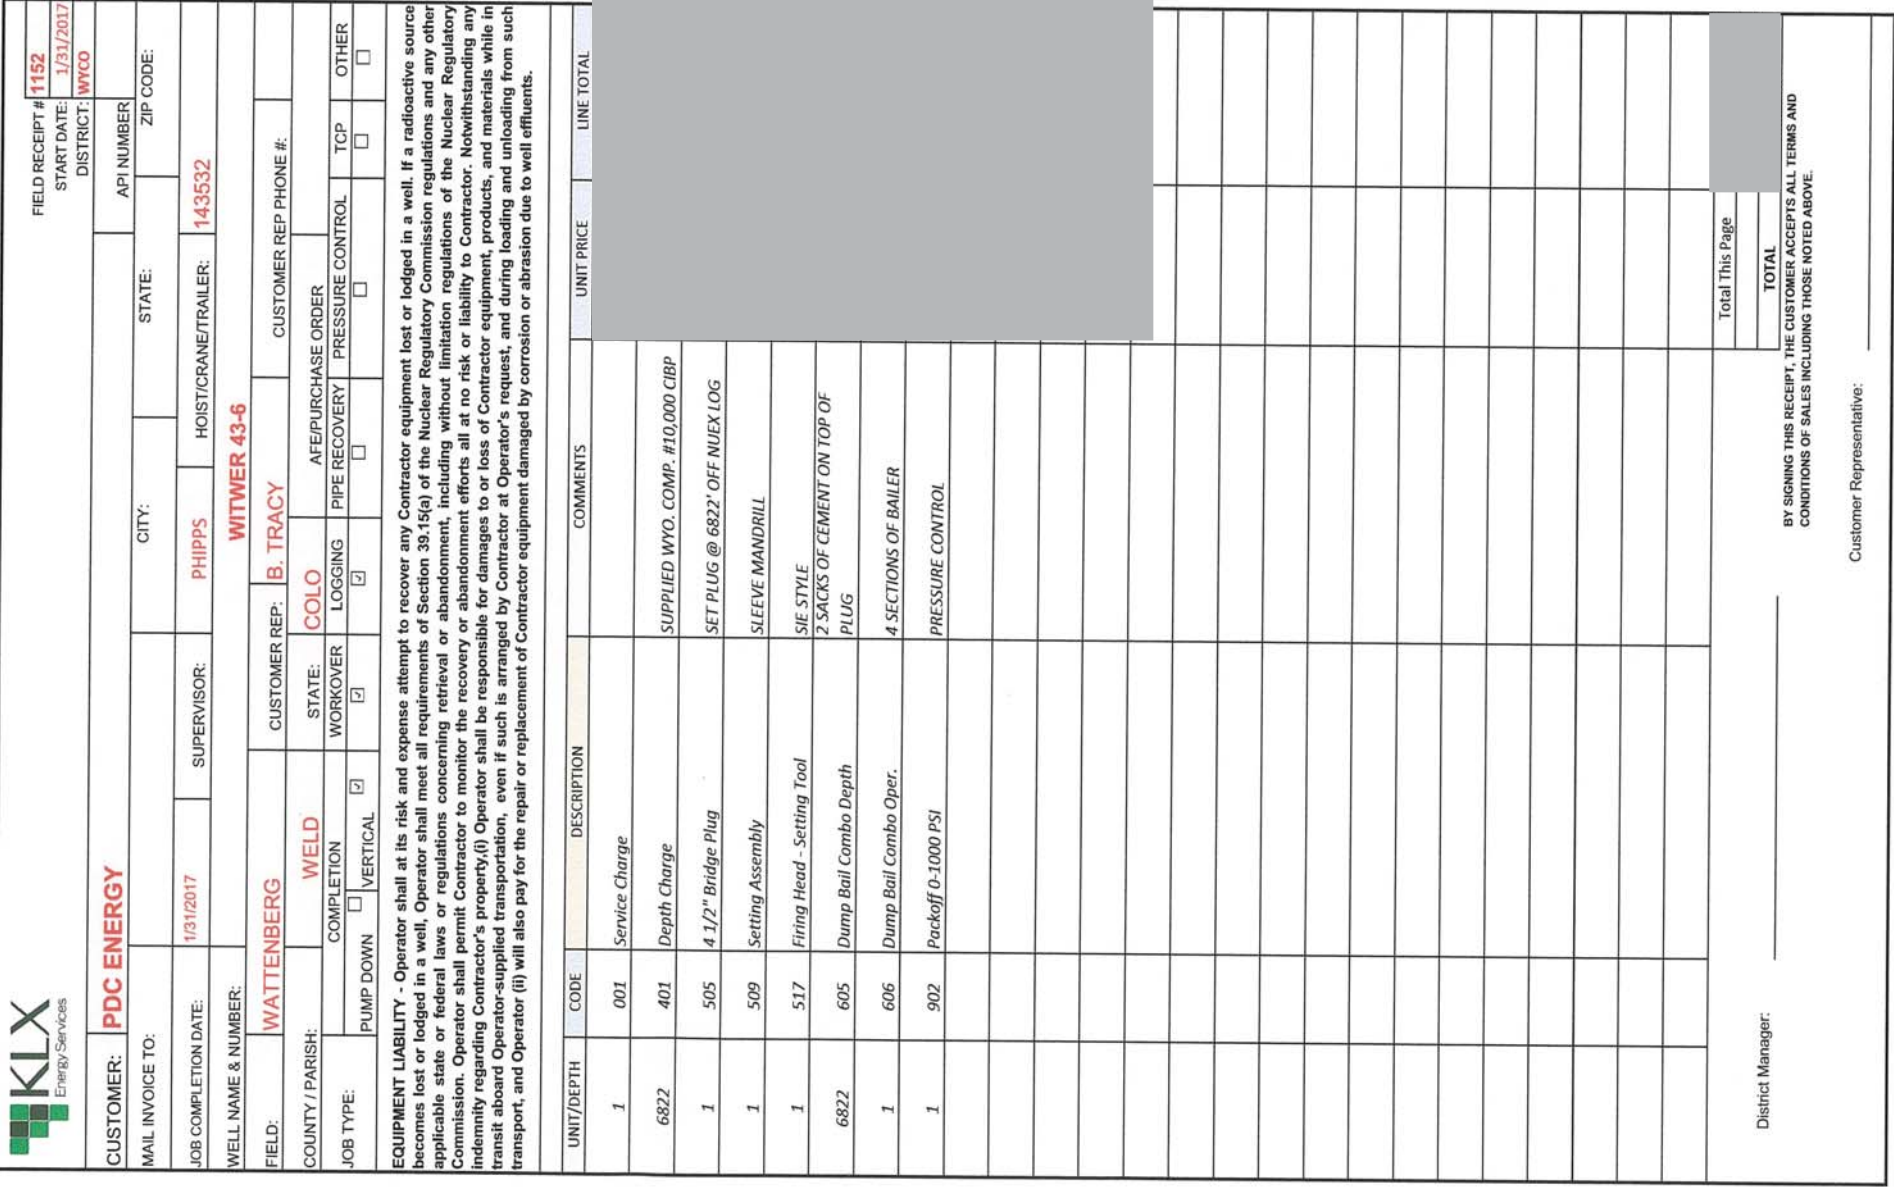 KLX
Energy Services
FIELD RECEIPT # 1152
START DATE: 1/31/2017
DISTRICT: WYCO
CUSTOMER: PDC ENERGY API NUMBER
MAIL INVOICE TO: CITY: STATE: ZIP CODE:
JOB COMPLETION DATE: 1/31/2017 SUPERVISOR: PHIPPS HOIST/CRANE/TRAILER: 143532
WELL NAME & NUMBER: WITWER 43-6
FIELD: WATTENBERG CUSTOMER REP: B. TRACY CUSTOMER REP PHONE #:
COUNTY / PARISH: WELD STATE: COLO AFE/PURCHASE ORDER
JOB TYPE: COMPLETION WORKOVER LOGGING PIPE RECOVERY PRESSURE CONTROL TCP OTHER
PUMP DOWN ☐ VERTICAL ☑ ☑ ☑ ☐ ☐ ☐ ☐
EQUIPMENT LIABILITY - Operator shall at its risk and expense attempt to recover any Contractor equipment lost or lodged in a well. If a radioactive source
becomes lost or lodged in a well, Operator shall meet all requirements of Section 39.15(a) of the Nuclear Regulatory Commission regulations and any other
applicable state or federal laws or regulations concerning retrieval or abandonment, including without limitation regulations of the Nuclear Regulatory
Commission. Operator shall permit Contractor to monitor the recovery or abandonment efforts all at no risk or liability to Contractor. Notwithstanding any
indemnity regarding Contractor's property,(i) Operator shall be responsible for damages to or loss of Contractor equipment, products, and materials while in
transit aboard Operator-supplied transportation, even if such is arranged by Contractor at Operator's request, and during loading and unloading from such
transport, and Operator (ii) will also pay for the repair or replacement of Contractor equipment damaged by corrosion or abrasion due to well effluents.
UNIT/DEPTH CODE DESCRIPTION COMMENTS UNIT PRICE LINE TOTAL
1 001 Service Charge
6822 401 Depth Charge SUPPLIED WYO. COMP. #10,000 CIBP
1 505 4 1/2" Bridge Plug SET PLUG @ 6822' OFF NUEX LOG
1 509 Setting Assembly SLEEVE MANDRILL
1 517 Firing Head - Setting Tool SIE STYLE
6822 605 Dump Bail Combo Depth 2 SACKS OF CEMENT ON TOP OF
PLUG
1 606 Dump Bail Combo Oper. 4 SECTIONS OF BAILER
1 902 Packoff 0-1000 PSI PRESSURE CONTROL
Total This Page
TOTAL
BY SIGNING THIS RECEIPT, THE CUSTOMER ACCEPTS ALL TERMS AND
CONDITIONS OF SALES INCLUDING THOSE NOTED ABOVE.
District Manager:
Customer Representative: